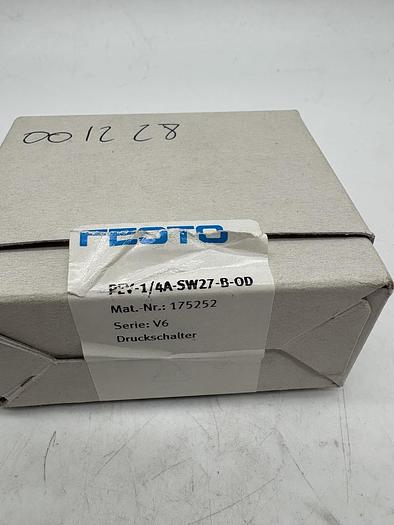 001228
FESTO
PEV-1/4A-SW27-B-OD
Mat.-Nr.: 175252
Serie: V6
Druckschalter